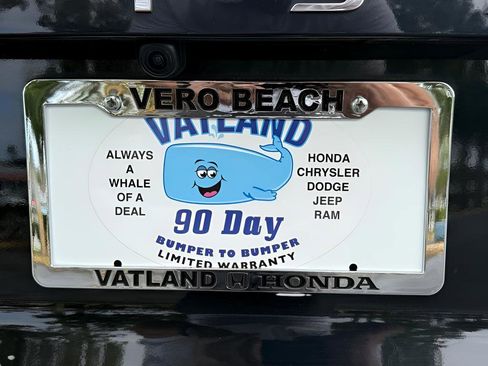 VERO BEACH
VATLAND
ALWAYS
A
WHALE
OF A
DEAL
HONDA
CHRYSLER
DODGE
JEEP
RAM
90 Day
BUMPER TO BUMPER
LIMITED WARRANTY
VATLAND HONDA